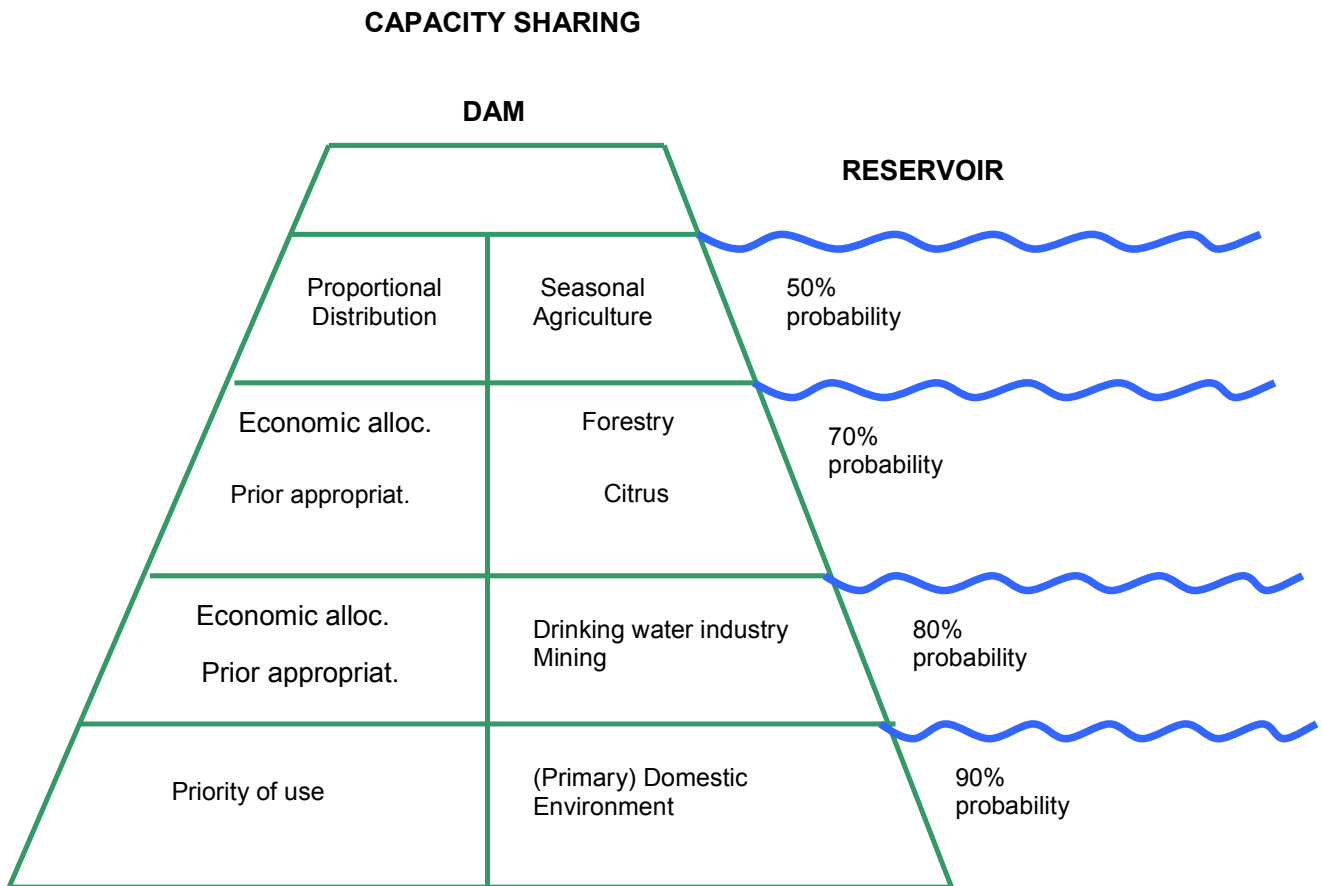 CAPACITY SHARING
DAM
RESERVOIR
Proportional
Distribution
Seasonal
Agriculture
50%
probability
Economic alloc.
Forestry
70%
probability
Prior appropriat.
Citrus
Economic alloc.
Prior appropriat.
Drinking water industry
Mining
80%
probability
Priority of use
(Primary) Domestic
Environment
90%
probability